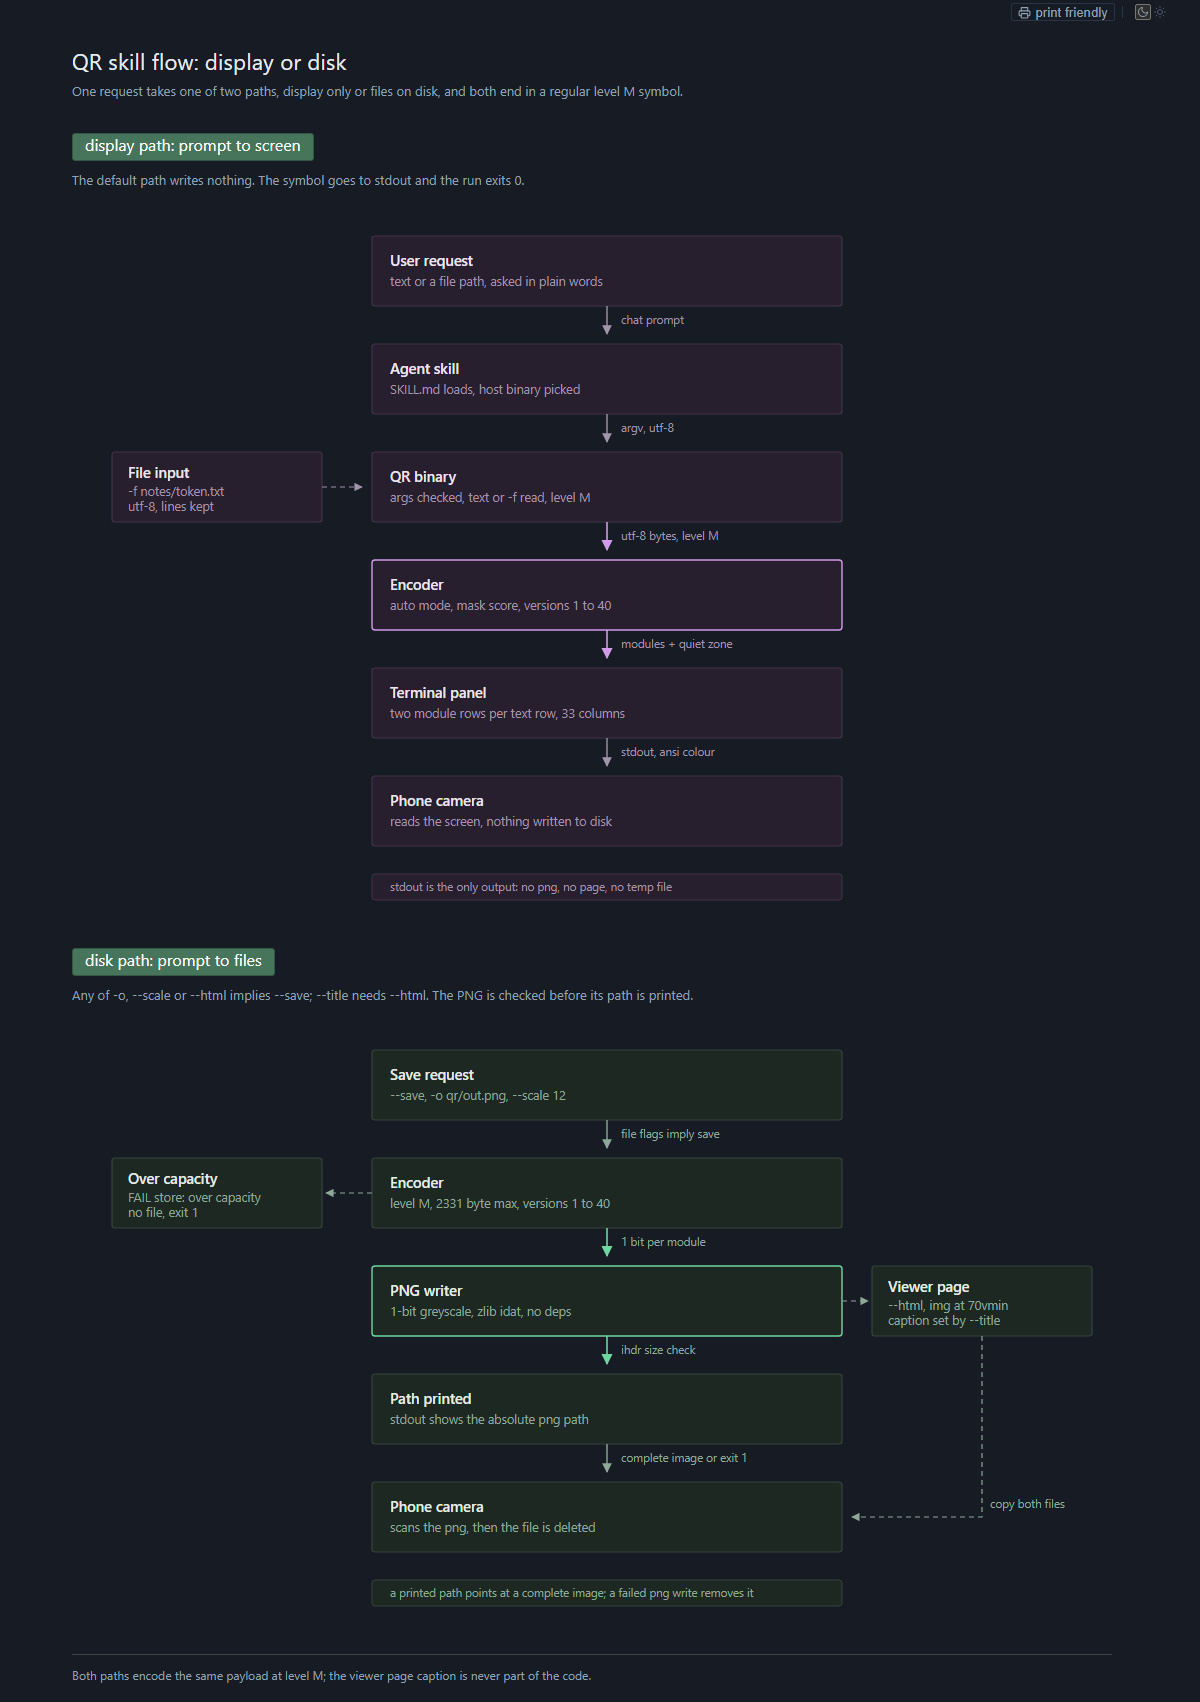 print friendly
QR skill flow: display or disk
One request takes one of two paths, display only or files on disk, and both end in a regular level M symbol.
display path: prompt to screen
The default path writes nothing. The symbol goes to stdout and the run exits 0.
User request
text or a file path, asked in plain words
chat prompt
Agent skill
SKILL.md loads, host binary picked
argv, utf-8
File input
-f notes/token.txt
utf-8, lines kept
QR binary
args checked, text or -f read, level M
utf-8 bytes, level M
Encoder
auto mode, mask score, versions 1 to 40
modules + quiet zone
Terminal panel
two module rows per text row, 33 columns
stdout, ansi colour
Phone camera
reads the screen, nothing written to disk
stdout is the only output: no png, no page, no temp file
disk path: prompt to files
Any of -o, --scale or --html implies --save; --title needs --html. The PNG is checked before its path is printed.
Save request
--save, -o qr/out.png, --scale 12
file flags imply save
Over capacity
FAIL store: over capacity
no file, exit 1
Encoder
level M, 2331 byte max, versions 1 to 40
1 bit per module
PNG writer
1-bit greyscale, zlib idat, no deps
Viewer page
--html, img at 70vmin
caption set by --title
ihdr size check
Path printed
stdout shows the absolute png path
complete image or exit 1
Phone camera
scans the png, then the file is deleted
copy both files
a printed path points at a complete image; a failed png write removes it
Both paths encode the same payload at level M; the viewer page caption is never part of the code.